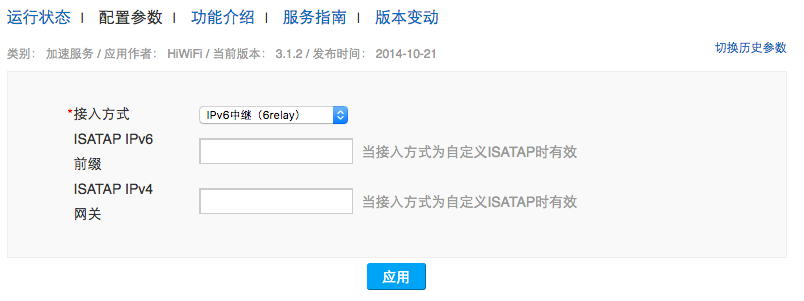 运行状态 | 配置参数 | 功能介绍 | 服务指南 | 版本变动
类别： 加速服务 / 应用作者： HiWiFi / 当前版本： 3.1.2 / 发布时间： 2014-10-21
切换历史参数
*接入方式 IPv6中继（6relay）
ISATAP IPv6
前缀
当接入方式为自定义ISATAP时有效
ISATAP IPv4
网关
当接入方式为自定义ISATAP时有效
应用